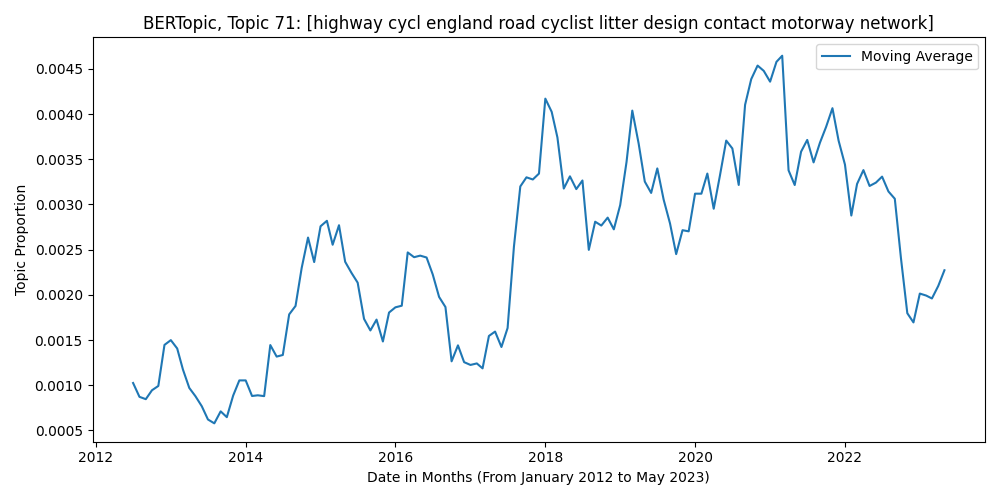 BERTopic, Topic 71: [highway cycl england road cyclist litter design contact motorway network]
Moving Average
0.0045
0.0040
0.0035
0.0030
0.0025
0.0020
0.0015
0.0010
0.0005
Topic Proportion
2012 2014 2016 2018 2020 2022
Date in Months (From January 2012 to May 2023)